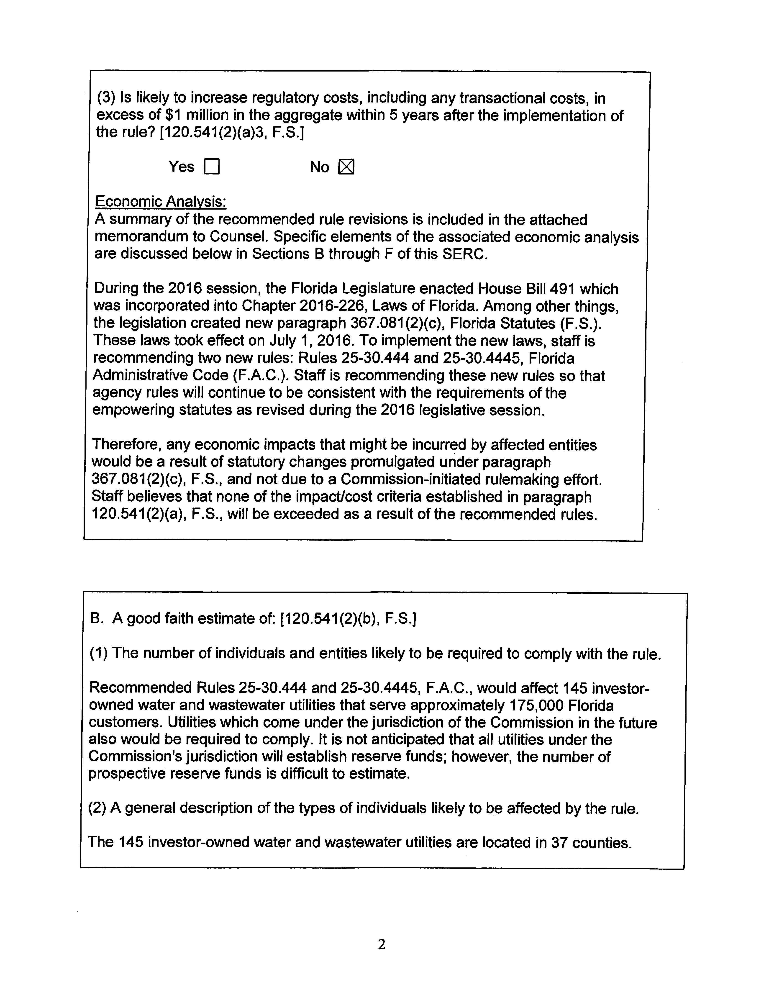 (3) Is likely to increase regulatory costs, including any transactional costs, in
excess of $1 million in the aggregate within 5 years after the implementation of
the rule? [120.541(2)(a)3, F.S.]
Yes ☐ No ☒
Economic Analysis:
A summary of the recommended rule revisions is included in the attached
memorandum to Counsel. Specific elements of the associated economic analysis
are discussed below in Sections B through F of this SERC.
During the 2016 session, the Florida Legislature enacted House Bill 491 which
was incorporated into Chapter 2016-226, Laws of Florida. Among other things,
the legislation created new paragraph 367.081(2)(c), Florida Statutes (F.S.).
These laws took effect on July 1, 2016. To implement the new laws, staff is
recommending two new rules: Rules 25-30.444 and 25-30.4445, Florida
Administrative Code (F.A.C.). Staff is recommending these new rules so that
agency rules will continue to be consistent with the requirements of the
empowering statutes as revised during the 2016 legislative session.
Therefore, any economic impacts that might be incurred by affected entities
would be a result of statutory changes promulgated under paragraph
367.081(2)(c), F.S., and not due to a Commission-initiated rulemaking effort.
Staff believes that none of the impact/cost criteria established in paragraph
120.541(2)(a), F.S., will be exceeded as a result of the recommended rules.
B. A good faith estimate of: [120.541(2)(b), F.S.]
(1) The number of individuals and entities likely to be required to comply with the rule.
Recommended Rules 25-30.444 and 25-30.4445, F.A.C., would affect 145 investor-
owned water and wastewater utilities that serve approximately 175,000 Florida
customers. Utilities which come under the jurisdiction of the Commission in the future
also would be required to comply. It is not anticipated that all utilities under the
Commission's jurisdiction will establish reserve funds; however, the number of
prospective reserve funds is difficult to estimate.
(2) A general description of the types of individuals likely to be affected by the rule.
The 145 investor-owned water and wastewater utilities are located in 37 counties.
2